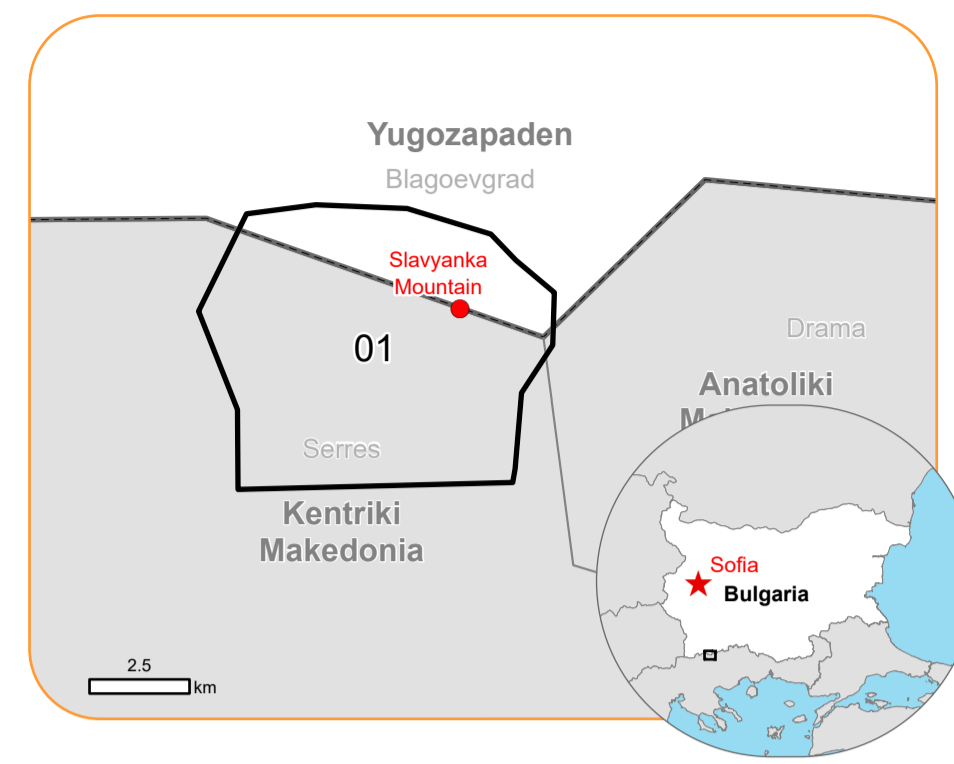 Yugozapaden
Blagoevgrad
Slavyanka
Mountain
01
Drama
Anatoliki
Serres
Kentriki
Makedonia
Sofia
Bulgaria
2.5
km